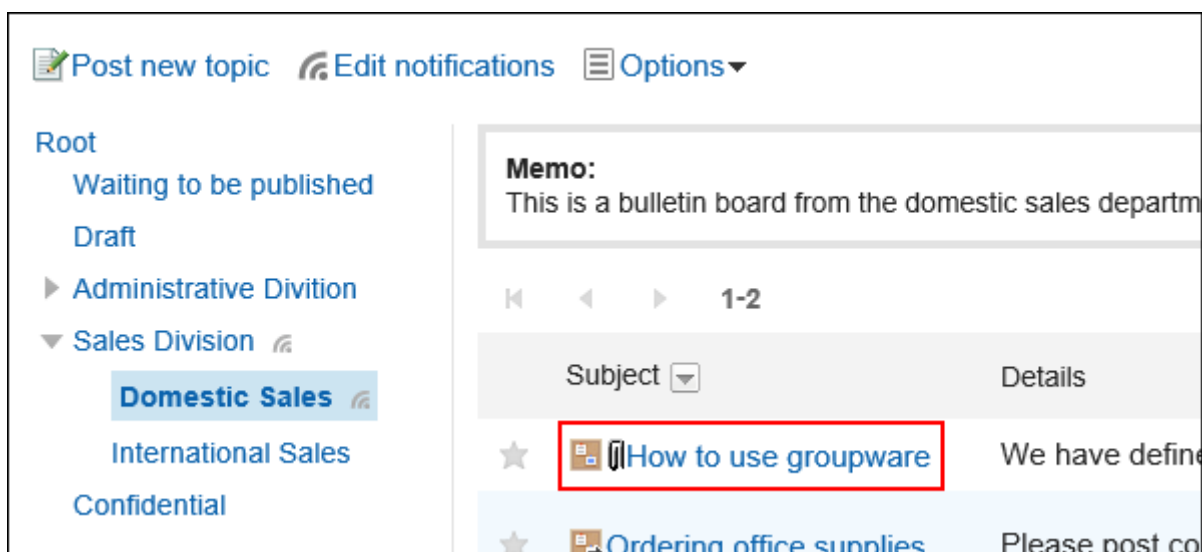 Post new topic Edit notifications Options
Root
Waiting to be published
Draft
Administrative Divition
Sales Division
Domestic Sales
International Sales
Confidential
Memo:
This is a bulletin board from the domestic sales departm
1-2
Subject Details
How to use groupware We have define
Ordering office supplies Please post co